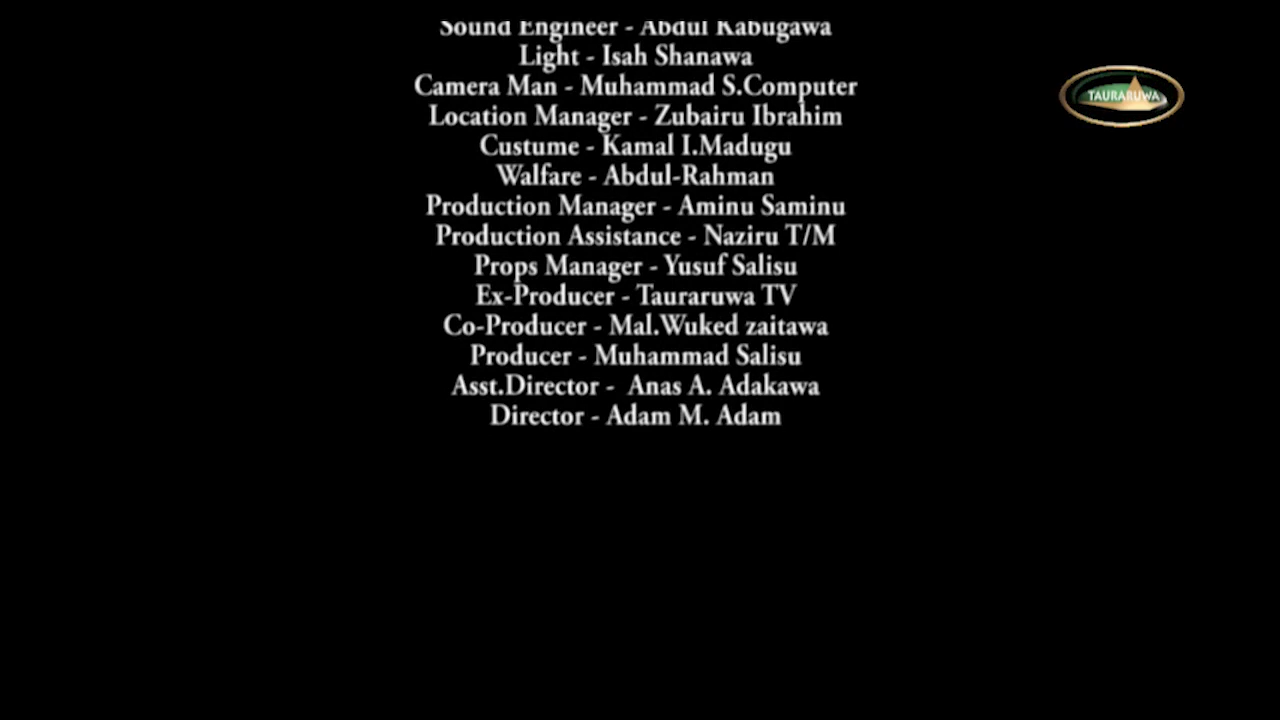 Sound Engineer - Abdul Kabugawa
Light - Isah Shanawa
Camera Man - Muhammad S.Computer
Location Manager - Zubairu Ibrahim
Custume - Kamal I.Madugu
Walfare - Abdul-Rahman
Production Manager - Aminu Saminu
Production Assistance - Naziru T/M
Props Manager - Yusuf Salisu
Ex-Producer - Tauraruwa TV
Co-Producer - Mal.Wuked zaitawa
Producer - Muhammad Salisu
Asst.Director -  Anas A. Adakawa
Director - Adam M. Adam
TAURARUWA